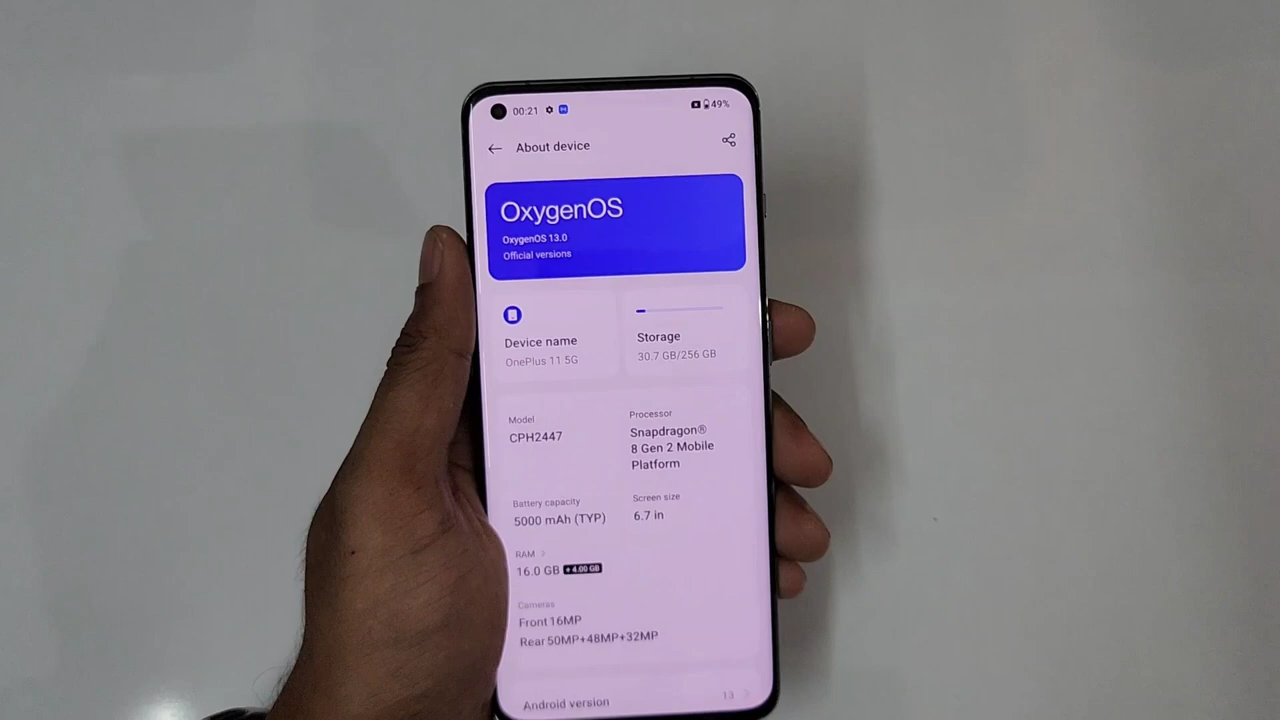 00:21 49%
About device
OxygenOS
OxygenOS 13.0
Official versions
Device name
OnePlus 11 5G
Storage
30.7 GB/256 GB
Model
CPH2447
Processor
Snapdragon®
8 Gen 2 Mobile
Platform
Battery capacity
5000 mAh (TYP)
Screen size
6.7 in
RAM
16.0 GB + 4.00 GB
Cameras
Front 16MP
Rear 50MP+48MP+32MP
Android version 13